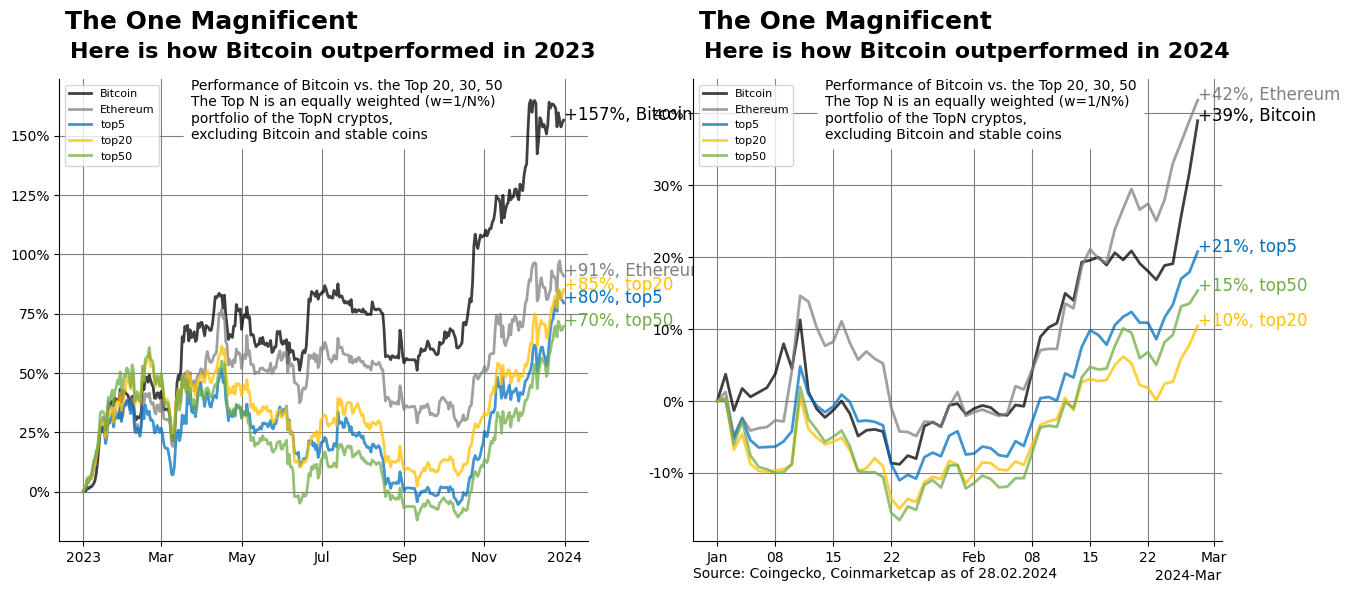 The One Magnificent
Here is how Bitcoin outperformed in 2023
Bitcoin
Ethereum
top5
top20
top50
Performance of Bitcoin vs. the Top 20, 30, 50
The Top N is an equally weighted (w=1/N%)
portfolio of the TopN cryptos,
excluding Bitcoin and stable coins
150%
125%
100%
75%
50%
25%
0%
+157%, Bitcoin
+91%, Ethereum
+85%, top20
+80%, top5
+70%, top50
2023
Mar
May
Jul
Sep
Nov
2024
The One Magnificent
Here is how Bitcoin outperformed in 2024
Bitcoin
Ethereum
top5
top20
top50
Performance of Bitcoin vs. the Top 20, 30, 50
The Top N is an equally weighted (w=1/N%)
portfolio of the TopN cryptos,
excluding Bitcoin and stable coins
40%
30%
20%
10%
0%
-10%
+42%, Ethereum
+39%, Bitcoin
+21%, top5
+15%, top50
+10%, top20
Jan
08
15
22
Feb
08
15
22
Mar
2024-Mar
Source: Coingecko, Coinmarketcap as of 28.02.2024